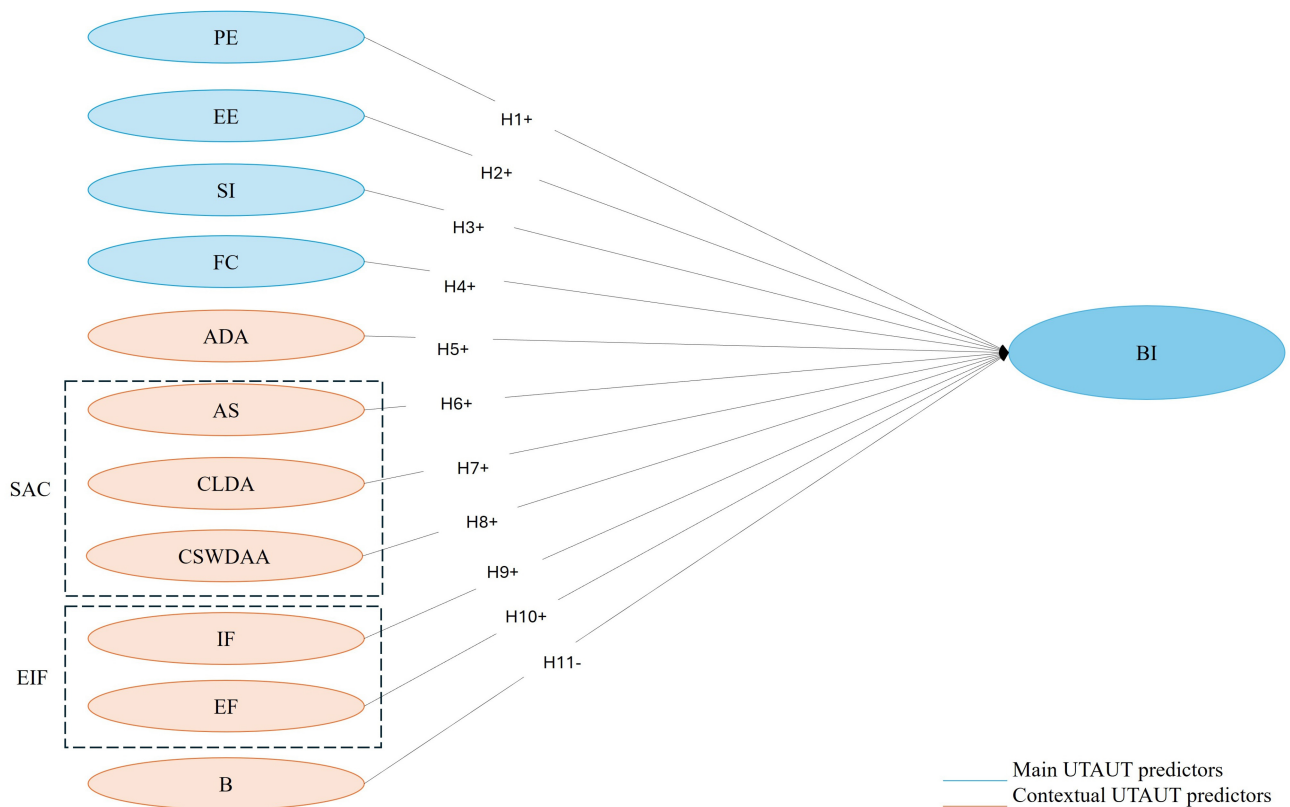 PE
H1+
EE
H2+
SI
H3+
FC
H4+
ADA
H5+
BI
AS
H6+
SAC
CLDA
H7+
CSWDAA
H8+
IF
H9+
EIF
H10+
EF
H11-
B
Main UTAUT predictors
Contextual UTAUT predictors